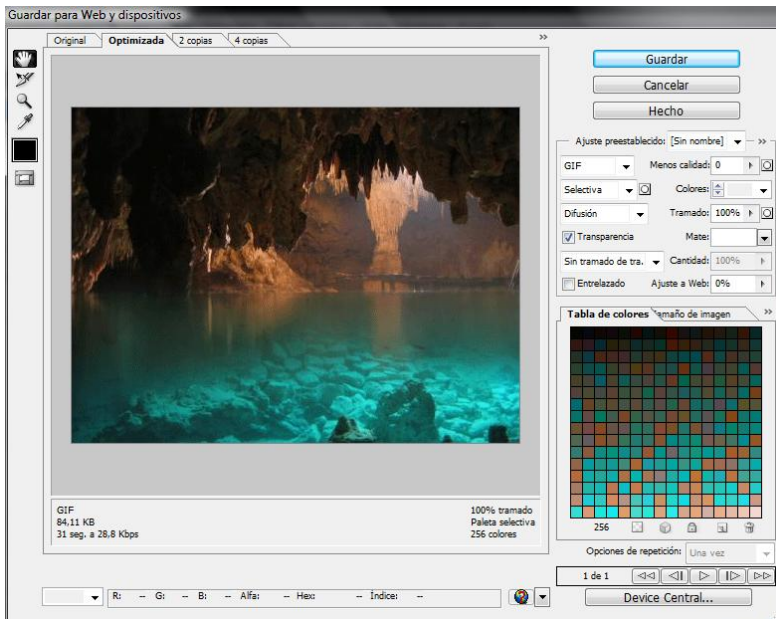 Guardar para Web y dispositivos
Original Optimizada 2 copias 4 copias
Guardar
Cancelar
Hecho
Ajuste preestablecido: [Sin nombre]
GIF Menos calidad: 0
Selectiva Colores:
Difusión Tramado: 100%
Transparencia Mate:
Sin tramado de tra. Cantidad: 100%
Entrelazado Ajuste a Web: 0%
Tabla de colores de imagen
256
Opciones de repetición: Una vez
1 de 1
Device Central...
GIF 100% tramado
84,11 KB Paleta selectiva
31 seg. a 28,8 Kbps 256 colores
R: -- G: -- B: -- Alfa: -- Hex: -- Índice: --